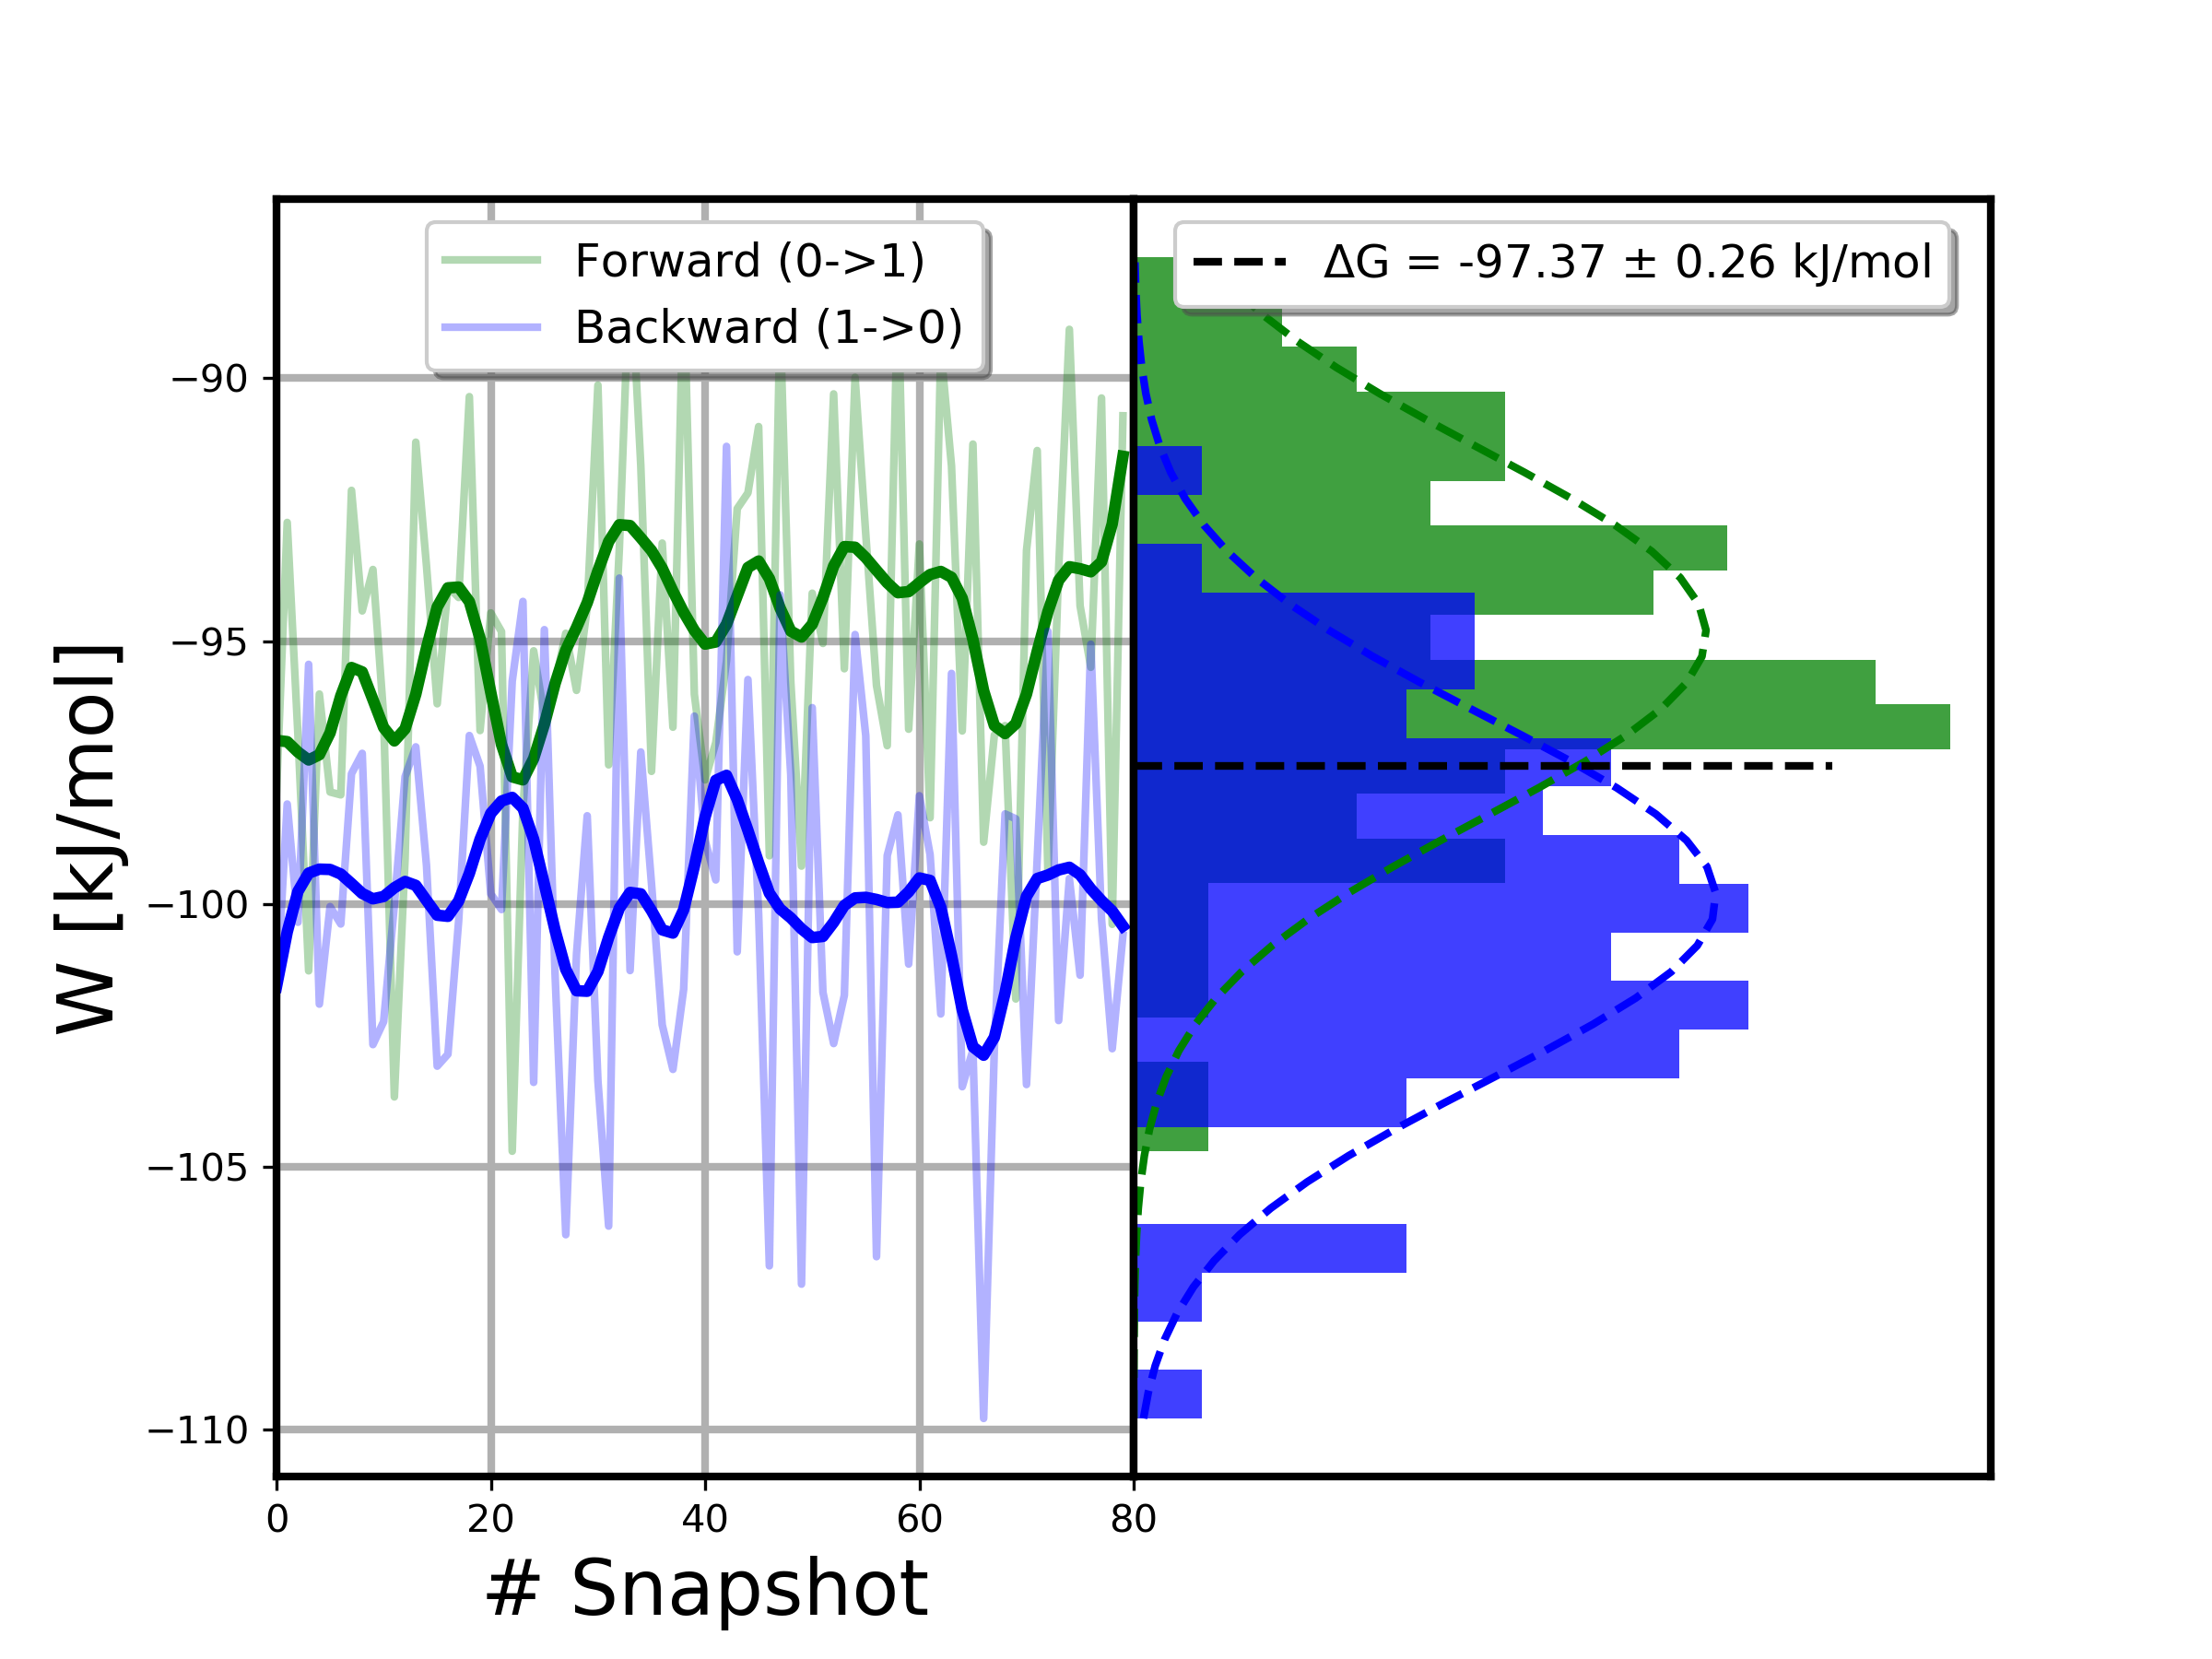 Forward (0->1)
Backward (1->0)
ΔG = -97.37 ± 0.26 kJ/mol
W [kJ/mol]
−90
−95
−100
−105
−110
0 20 40 60 80
# Snapshot